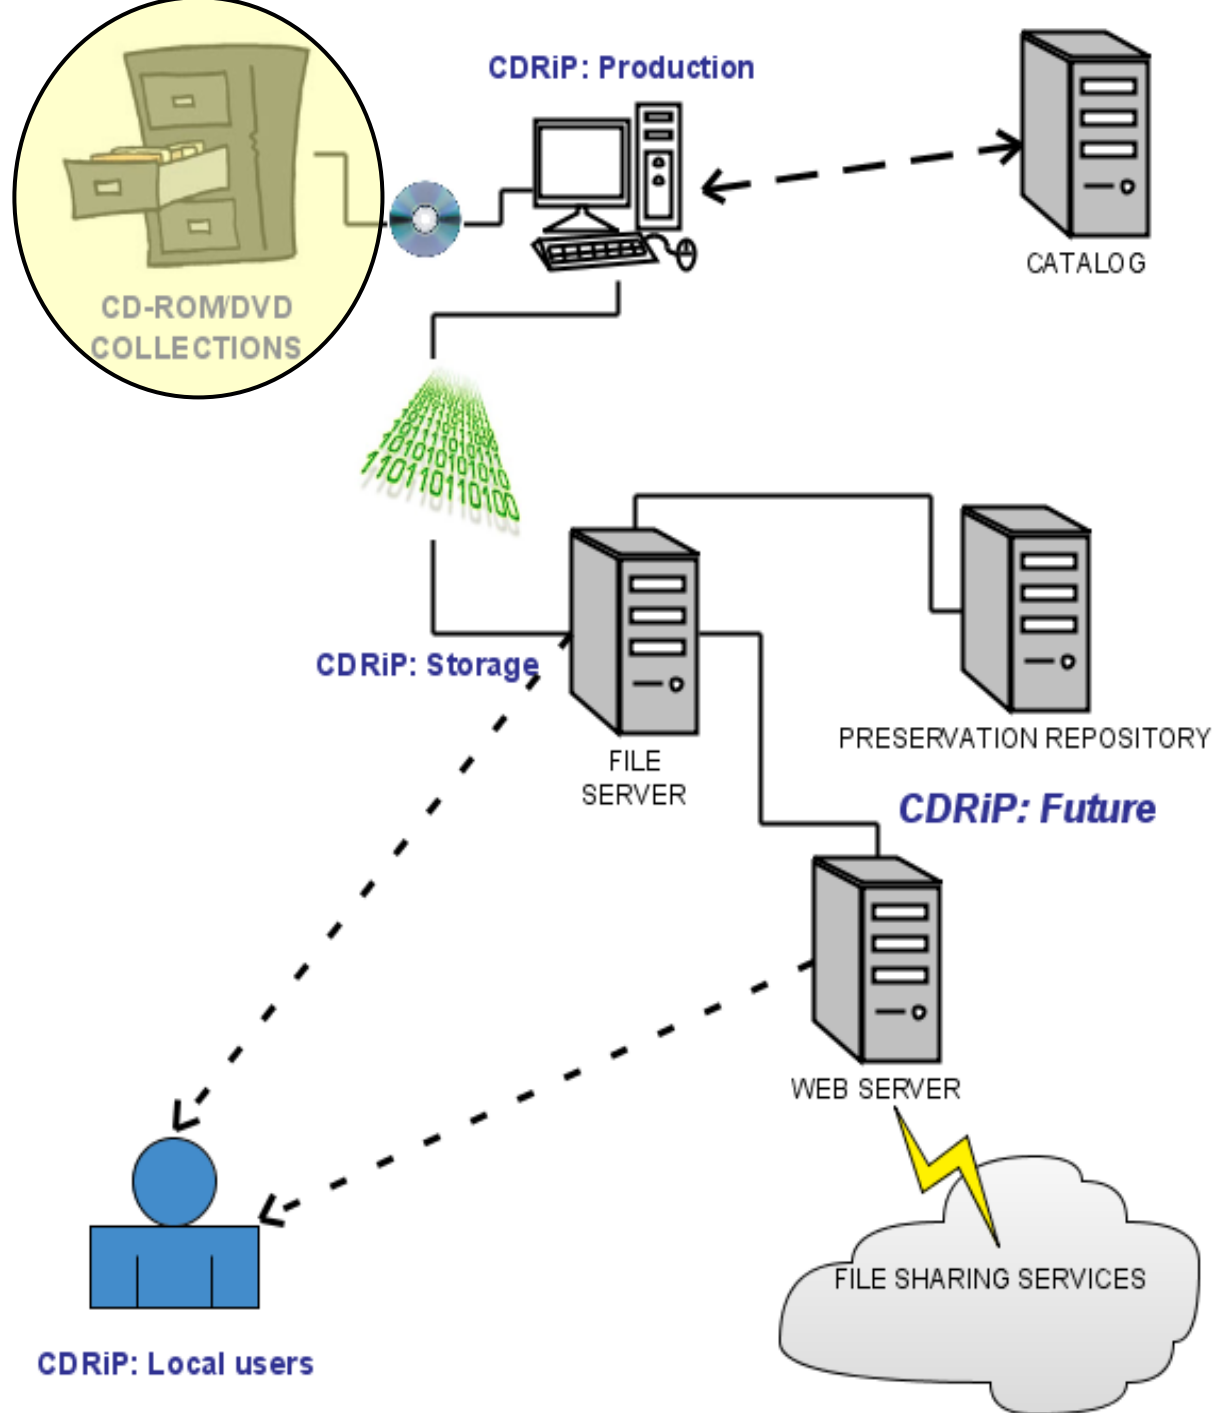 CDRiP: Production
CATALOG
CD-ROM/DVD
COLLECTIONS
1101101101100
CDRiP: Storage
FILE
SERVER
PRESERVATION REPOSITORY
CDRiP: Future
WEB SERVER
FILE SHARING SERVICES
CDRiP: Local users